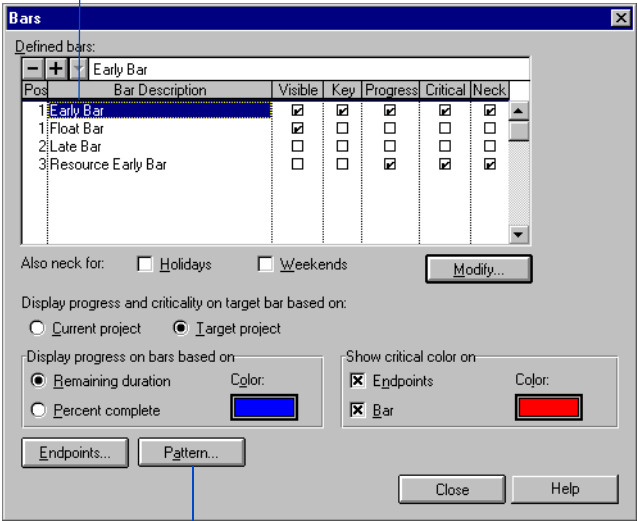 Bars
Defined bars:
Early Bar
Pos Bar Description Visible Key Progress Critical Neck
1 Early Bar
1 Float Bar
2 Late Bar
3 Resource Early Bar
Also neck for: Holidays Weekends Modify...
Display progress and criticality on target bar based on:
Current project Target project
Display progress on bars based on
Remaining duration Color:
Percent complete
Show critical color on
Endpoints Color:
Bar
Endpoints... Pattern...
Close Help